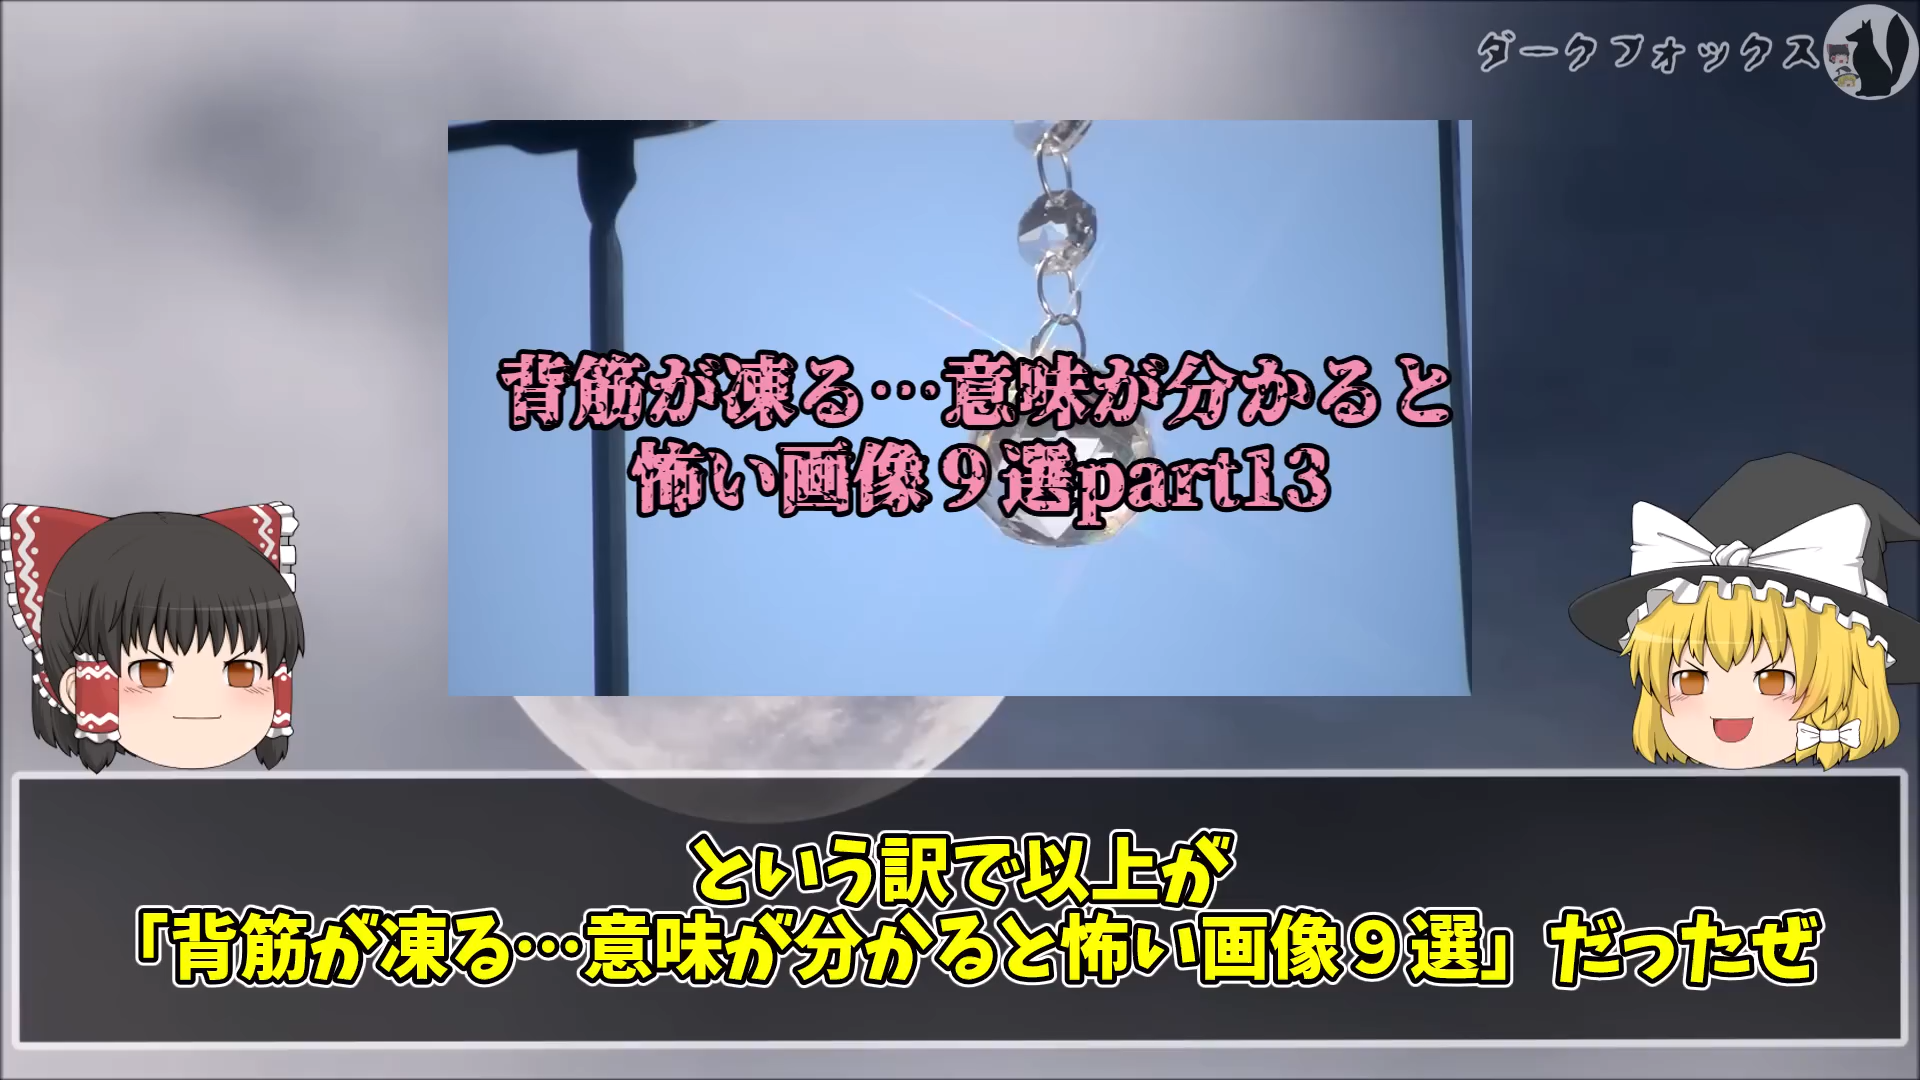 ダークフォックス
背筋が凍る…意味が分かると
怖い画像９選part13
という訳で以上が
「背筋が凍る…意味が分かると怖い画像９選」だったぜ